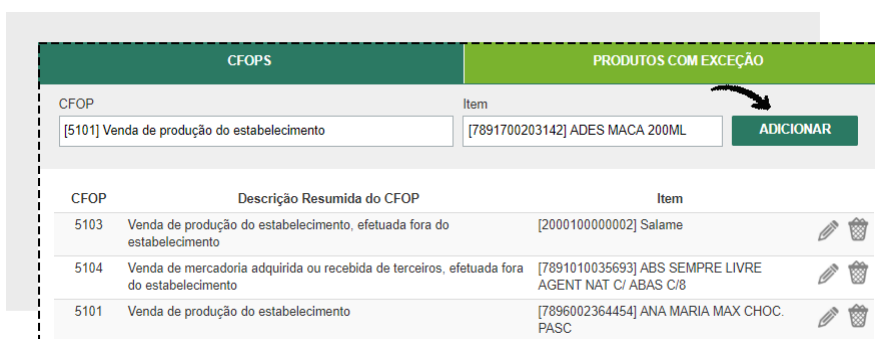 CFOPS PRODUTOS COM EXCEÇÃO
CFOP Item
[5101] Venda de produção do estabelecimento [7891700203142] ADES MACA 200ML ADICIONAR
CFOP Descrição Resumida do CFOP Item
5103 Venda de produção do estabelecimento, efetuada fora do [2000100000002] Salame
estabelecimento
5104 Venda de mercadoria adquirida ou recebida de terceiros, efetuada fora [7891010035693] ABS SEMPRE LIVRE
do estabelecimento AGENT NAT C/ ABAS C/8
5101 Venda de produção do estabelecimento [7896002364454] ANA MARIA MAX CHOC.
PASC